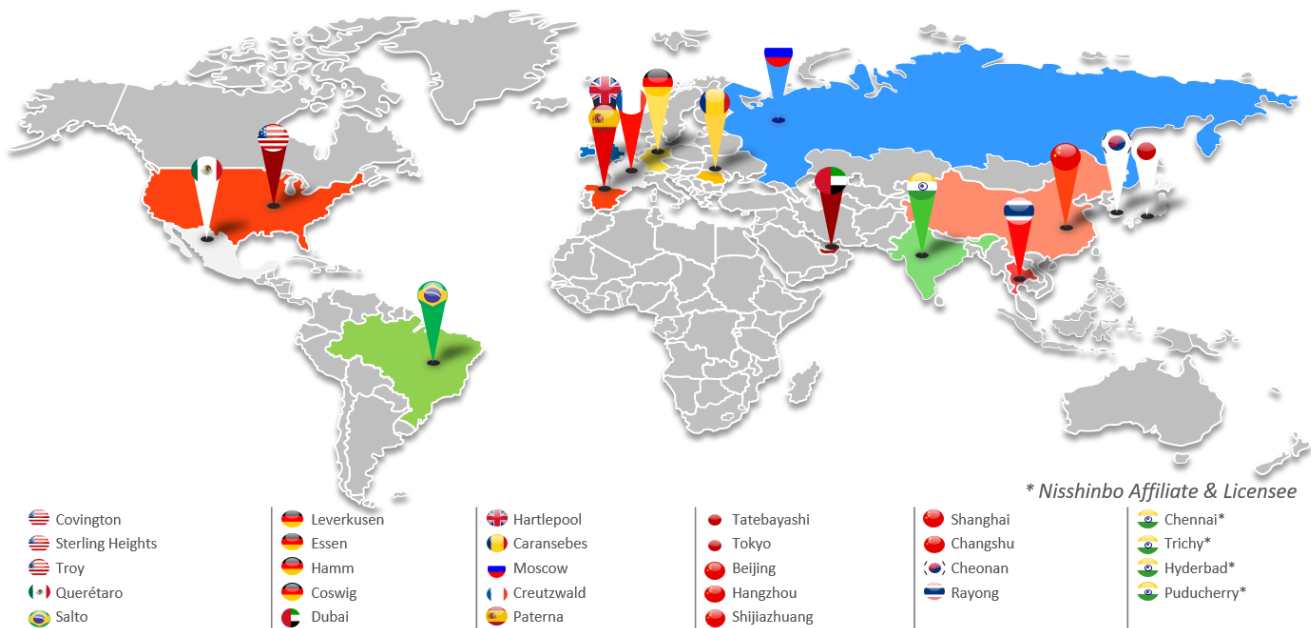 * Nisshinbo Affiliate & Licensee
Covington
Sterling Heights
Troy
Querétaro
Salto
Leverkusen
Essen
Hamm
Coswig
Dubai
Hartlepool
Caransebes
Moscow
Creutzwald
Paterna
Tatebayashi
Tokyo
Beijing
Hangzhou
Shijiazhuang
Shanghai
Changshu
Cheonan
Rayong
Chennai*
Trichy*
Hyderbad*
Puducherry*